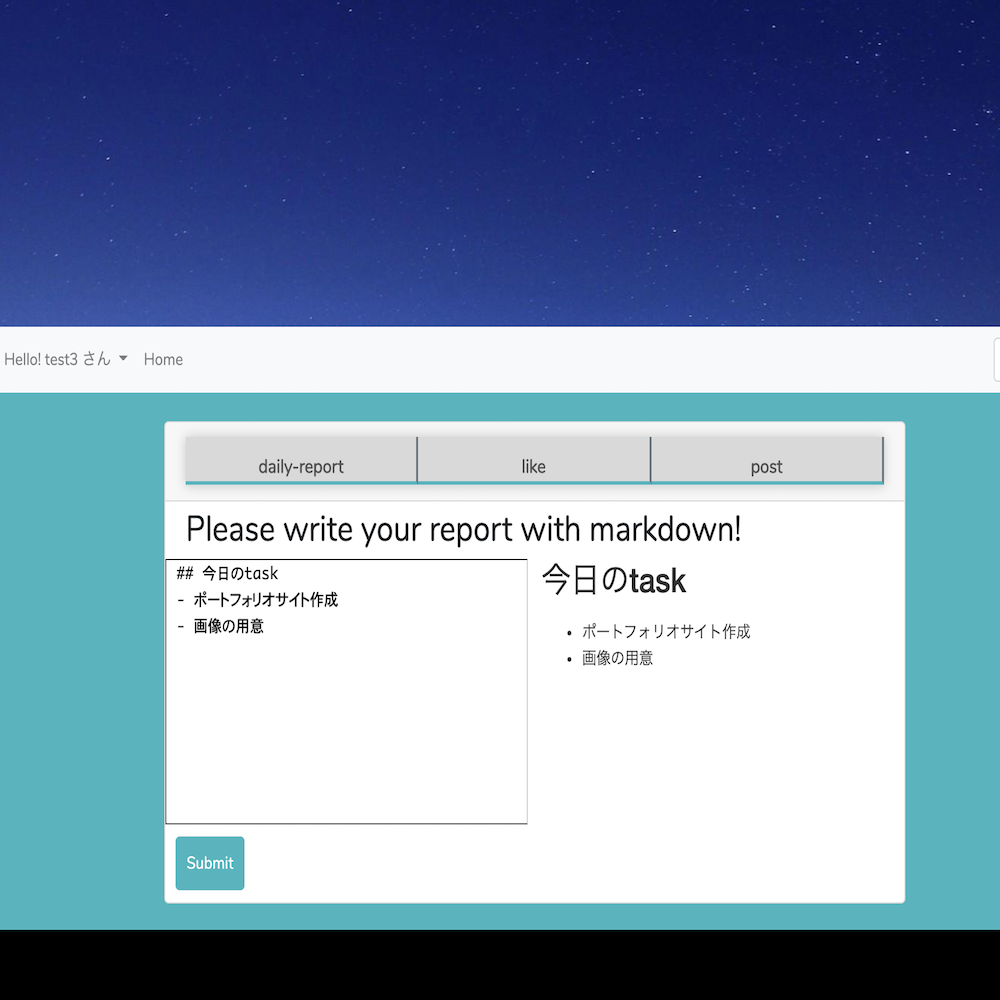 Hello! test3 さん Home
daily-report like post
Please write your report with markdown!
## 今日のtask
- ポートフォリオサイト作成
- 画像の用意
今日のtask
• ポートフォリオサイト作成
• 画像の用意
Submit